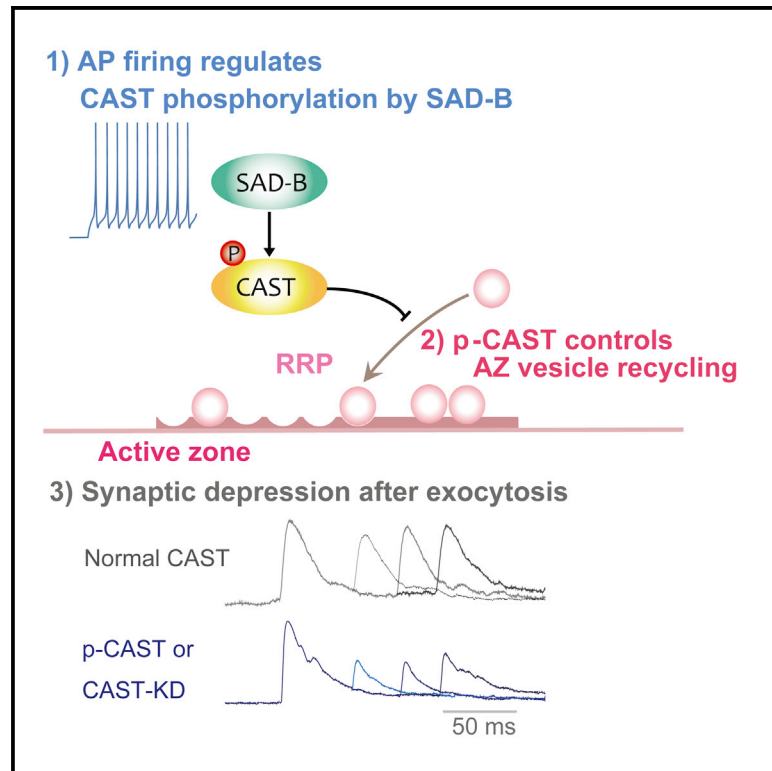 1) AP firing regulates
CAST phosphorylation by SAD-B
SAD-B
P
CAST
RRP
2) p-CAST controls
AZ vesicle recycling
Active zone
3) Synaptic depression after exocytosis
Normal CAST
p-CAST or
CAST-KD
50 ms